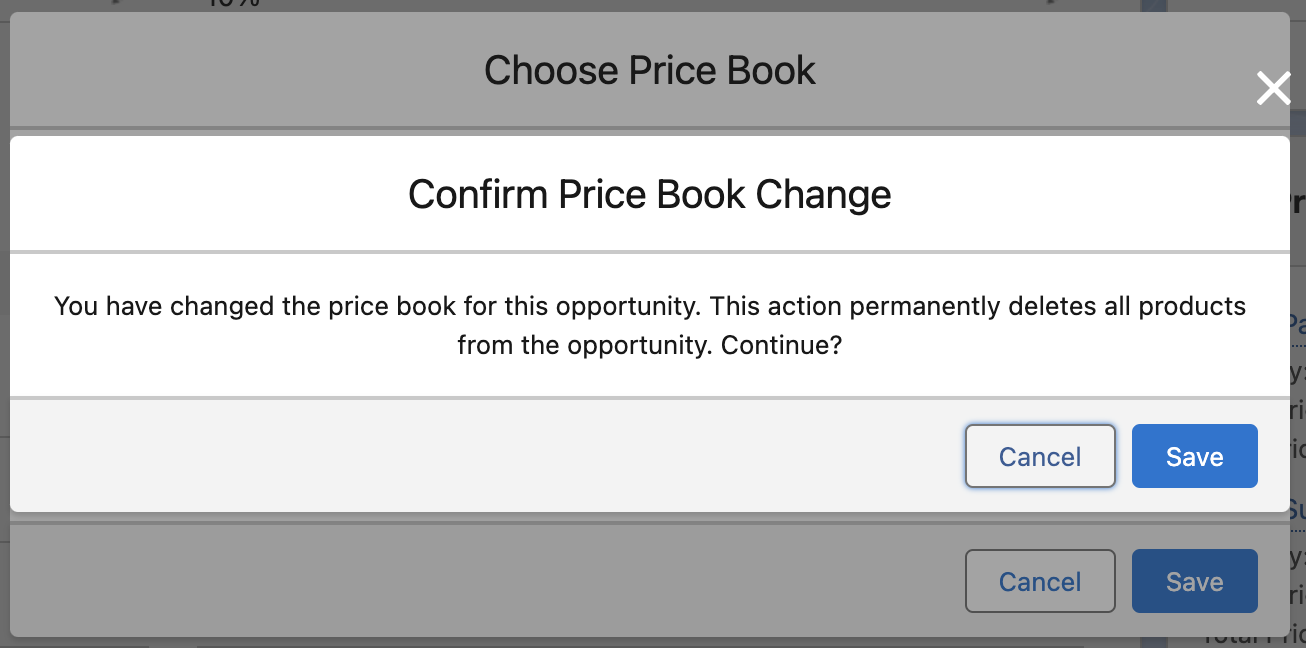 10%
Choose Price Book
Confirm Price Book Change
You have changed the price book for this opportunity. This action permanently deletes all products
from the opportunity. Continue?
Cancel
Save
Cancel
Save